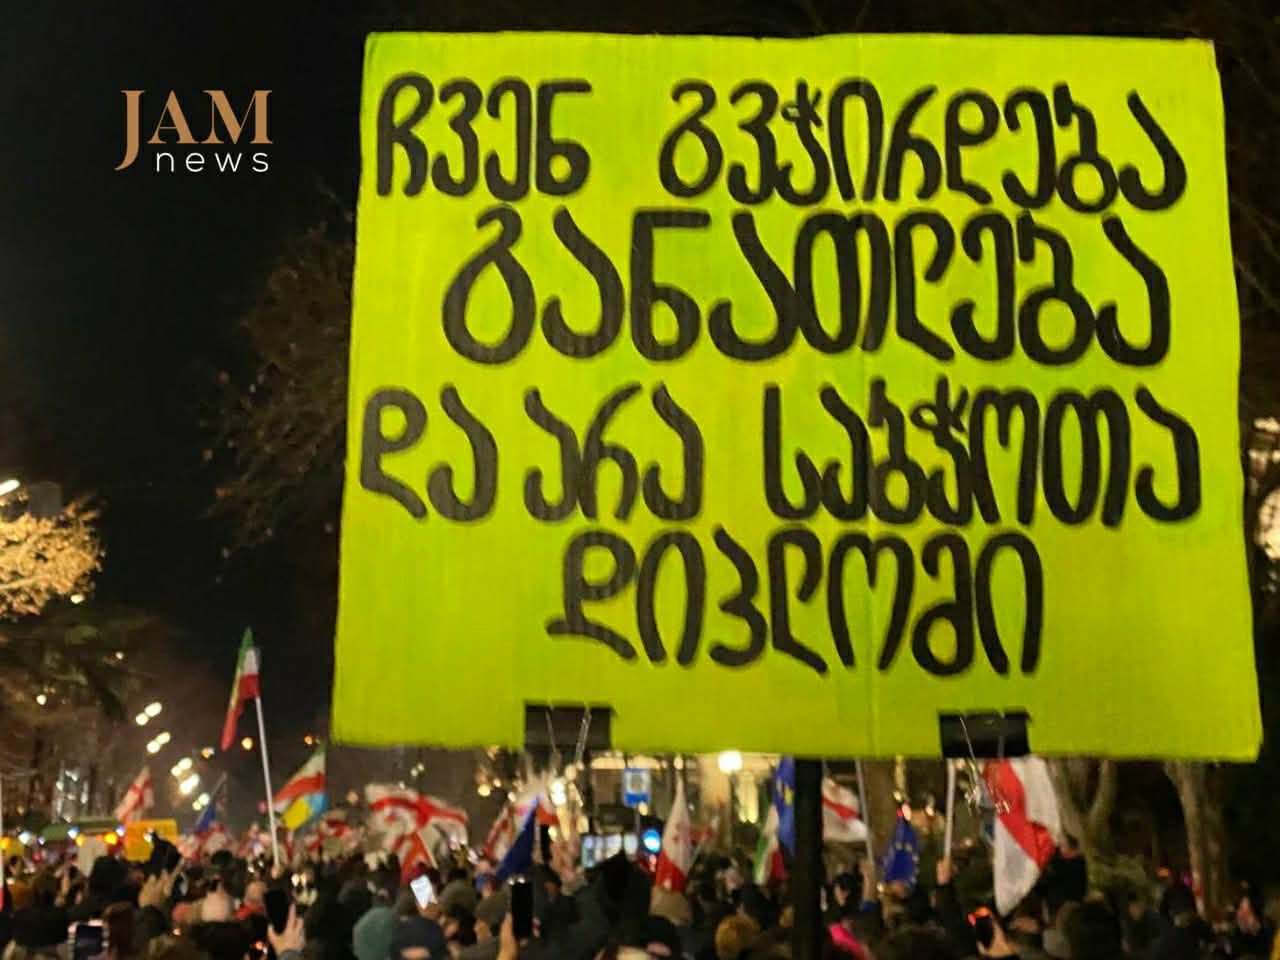 JAM
news
ჩვენ გვჭირდება
განათლება
და არა საბჭოთა
დიპლომი